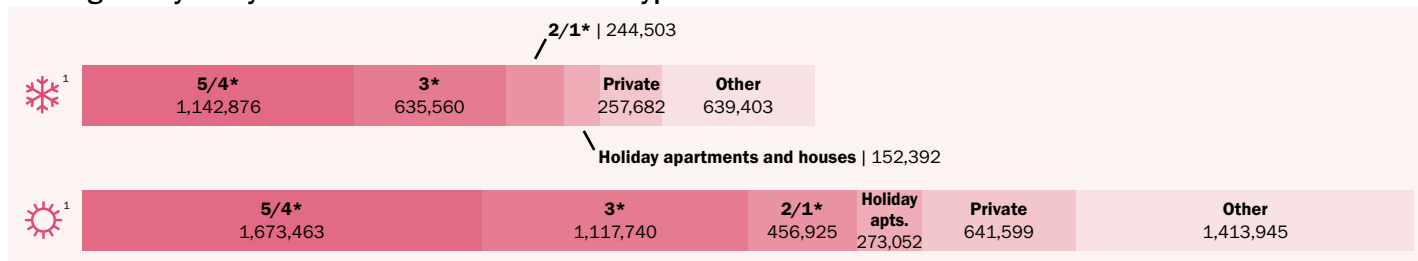 2/1* | 244,503
1
5/4* 3* Private Other
1,142,876 635,560 257,682 639,403
Holiday apartments and houses | 152,392
1
5/4* 3* 2/1* Holiday apts. Private Other
1,673,463 1,117,740 456,925 273,052 641,599 1,413,945